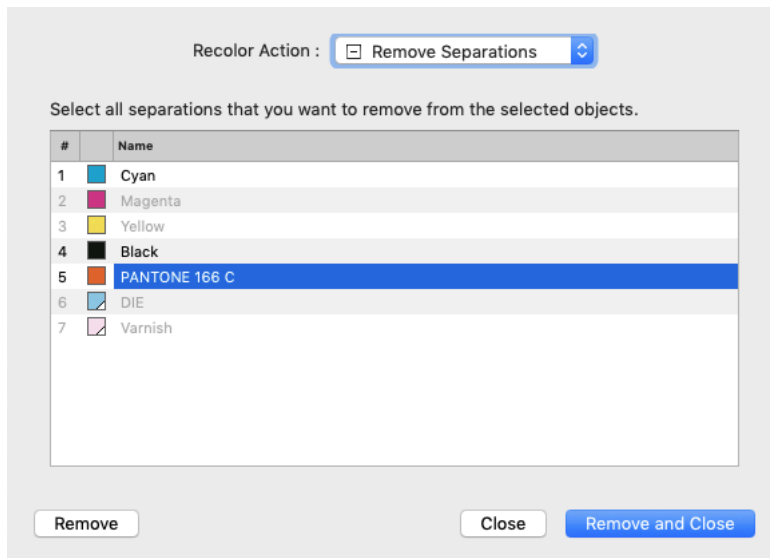 Recolor Action : Remove Separations
Select all separations that you want to remove from the selected objects.
# Name
1 Cyan
2 Magenta
3 Yellow
4 Black
5 PANTONE 166 C
6 DIE
7 Varnish
Remove Close Remove and Close